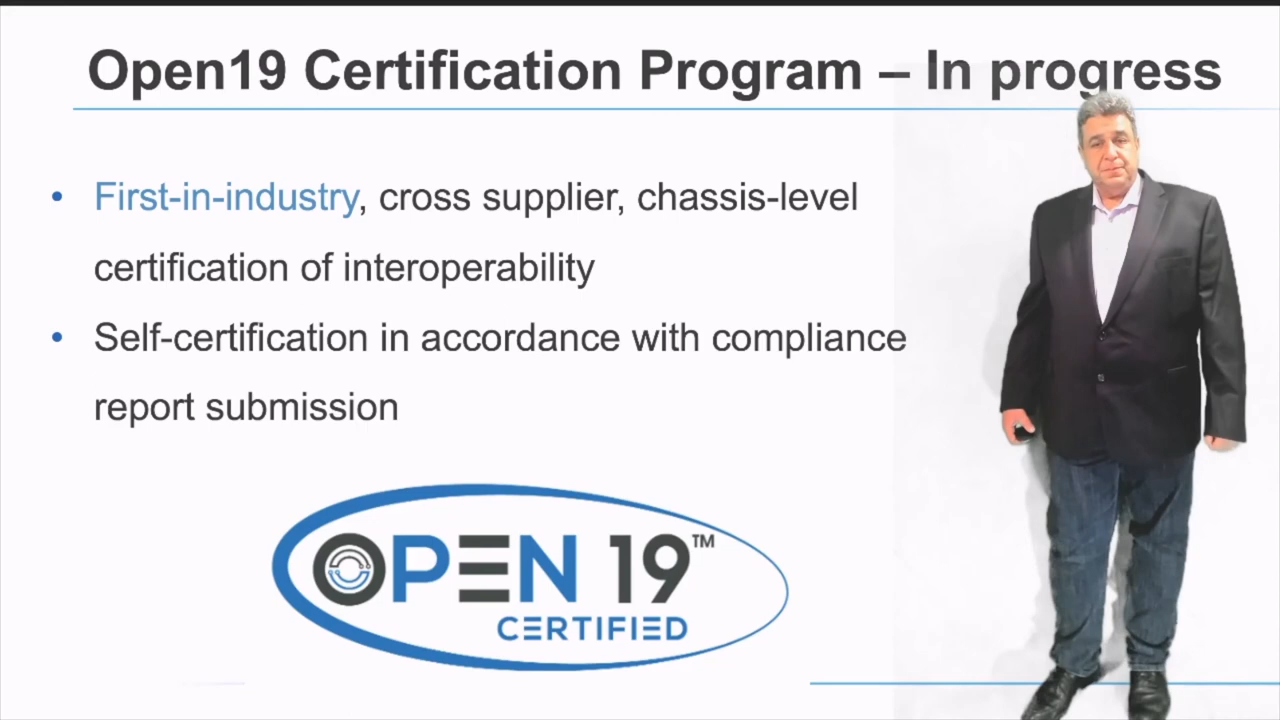 Open19 Certification Program – In progress
• First-in-industry, cross supplier, chassis-level
certification of interoperability
• Self-certification in accordance with compliance
report submission
OPEN 19™
CERTIFIED